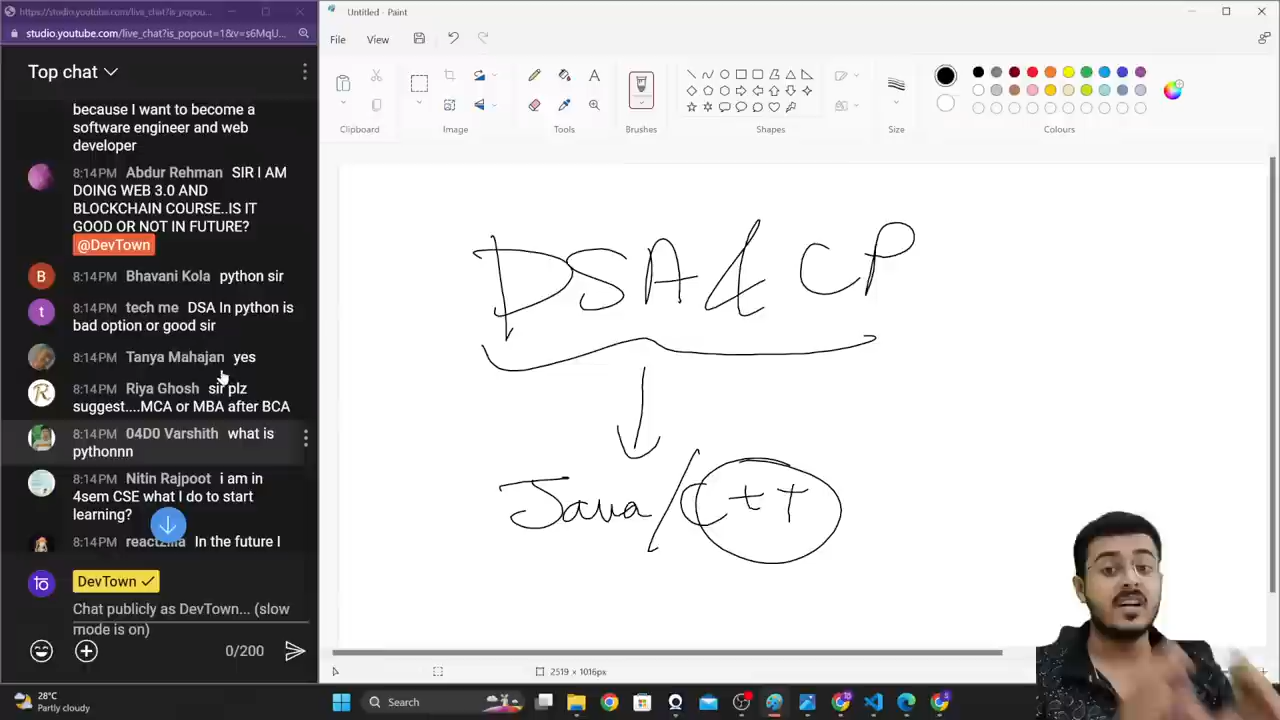 https://studio.youtube.com/live_chat?is_popou...
studio.youtube.com/live_chat?is_popout=1&v=s6MqU...
Top chat
because I want to become a
software engineer and web
developer
8:14PM Abdur Rehman SIR I AM
DOING WEB 3.0 AND
BLOCKCHAIN COURSE..IS IT
GOOD OR NOT IN FUTURE?
@DevTown
B 8:14PM Bhavani Kola python sir
t 8:14PM tech me DSA In python is
bad option or good sir
8:14PM Tanya Mahajan yes
R 8:14PM Riya Ghosh sir plz
suggest....MCA or MBA after BCA
8:14PM 04D0 Varshith what is
pythonnn
8:14PM Nitin Rajpoot i am in
4sem CSE what I do to start
learning?
8:14PM reactzilla In the future I
DevTown
Chat publicly as DevTown... (slow
mode is on)
0/200
Untitled - Paint
File View
Clipboard Image Tools Brushes Shapes Size Colours
DSA & CP
Java/C++
2519 × 1016px
28°C
Partly cloudy
Search